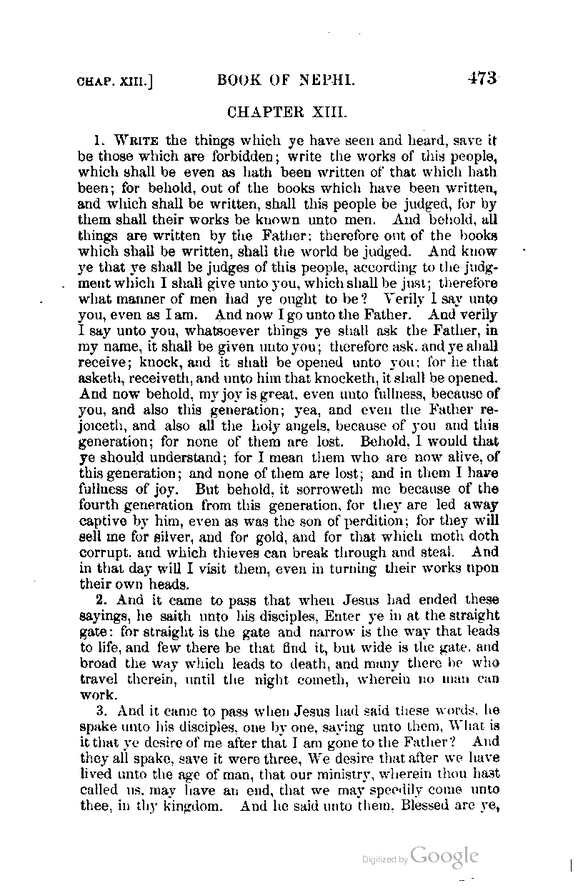 CHAP. XIII.] BOOK OF NEPHI. 473
CHAPTER XIII.
1. WRITE the things which ye have seen and heard, save it
be those which are forbidden; write the works of this people,
which shall be even as hath been written of that which hath
been; for behold, out of the books which have been written,
and which shall be written, shall this people be judged, for by
them shall their works be known unto men. And behold, all
things are written by the Father; therefore out of the books
which shall be written, shall the world be judged. And know
ye that ye shall be judges of this people, according to the judg-
ment which I shall give unto you, which shall be just; therefore
what manner of men had ye ought to be? Verily I say unto
you, even as I am. And now I go unto the Father. And verily
I say unto you, whatsoever things ye shall ask the Father, in
my name, it shall be given unto you; therefore ask, and ye shall
receive; knock, and it shall be opened unto you; for he that
asketh, receiveth, and unto him that knocketh, it shall be opened.
And now behold, my joy is great, even unto fullness, because of
you, and also this generation; yea, and even the Father re-
joiceth, and also all the holy angels, because of you and this
generation; for none of them are lost. Behold, I would that
ye should understand; for I mean them who are now alive, of
this generation; and none of them are lost; and in them I have
fullness of joy. But behold, it sorroweth me because of the
fourth generation from this generation, for they are led away
captive by him, even as was the son of perdition; for they will
sell me for silver, and for gold, and for that which moth doth
corrupt, and which thieves can break through and steal. And
in that day will I visit them, even in turning their works upon
their own heads.
2. And it came to pass that when Jesus had ended these
sayings, he saith unto his disciples, Enter ye in at the straight
gate: for straight is the gate and narrow is the way that leads
to life, and few there be that find it, but wide is the gate, and
broad the way which leads to death, and many there be who
travel therein, until the night cometh, wherein no man can
work.
3. And it came to pass when Jesus had said these words, he
spake unto his disciples, one by one, saying unto them, What is
it that ye desire of me after that I am gone to the Father? And
they all spake, save it were three, We desire that after we have
lived unto the age of man, that our ministry, wherein thou hast
called us, may have an end, that we may speedily come unto
thee, in thy kingdom. And he said unto them, Blessed are ye,
Digitized by Google